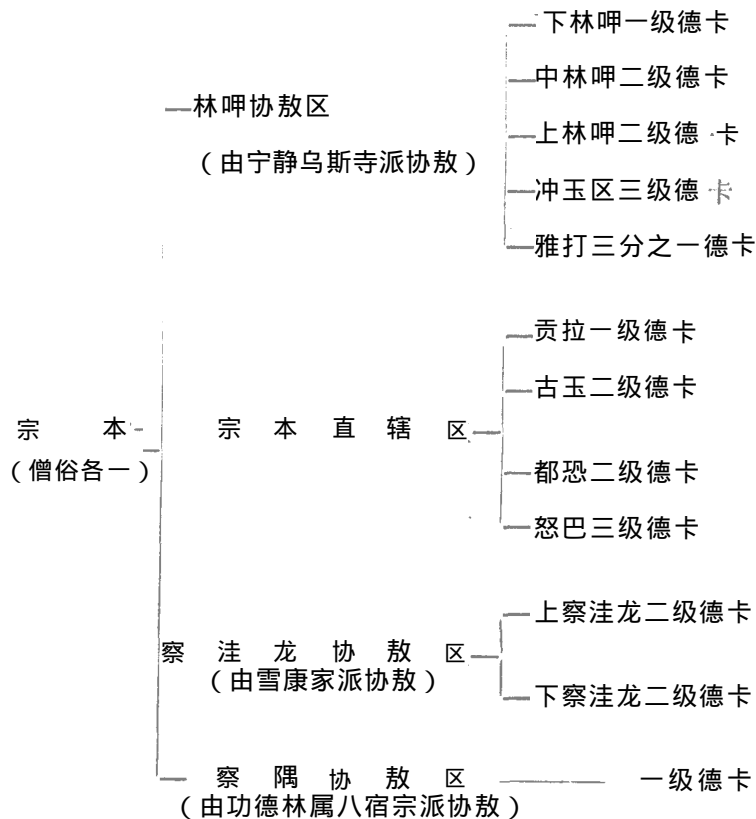 下林呷一级德卡
中林呷二级德卡
林呷协敖区
上林呷二级德卡
(由宁静乌斯寺派协敖)
冲玉区三级德卡
雅打三分之一德卡
贡拉一级德卡
古玉二级德卡
宗本
宗本直辖区
(僧俗各一)
都恐二级德卡
怒巴三级德卡
上察洼龙二级德卡
察洼龙协敖区
(由雪康家派协敖)
下察洼龙二级德卡
察隅协敖区
一级德卡
(由功德林属八宿宗派协敖)